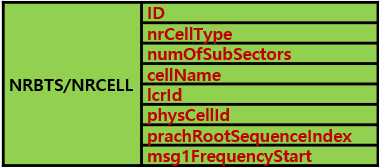 NRBTS/NRCELL
ID
nrCellType
numOfSubSectors
cellName
lcrId
physCellId
prachRootSequenceIndex
msg1FrequencyStart